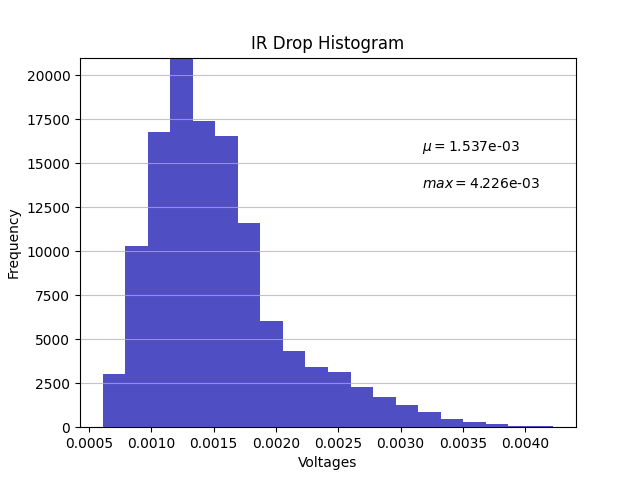 IR Drop Histogram
20000
17500
15000
12500
10000
7500
5000
2500
0
Frequency
μ = 1.537e-03
max = 4.226e-03
0.0005 0.0010 0.0015 0.0020 0.0025 0.0030 0.0035 0.0040
Voltages